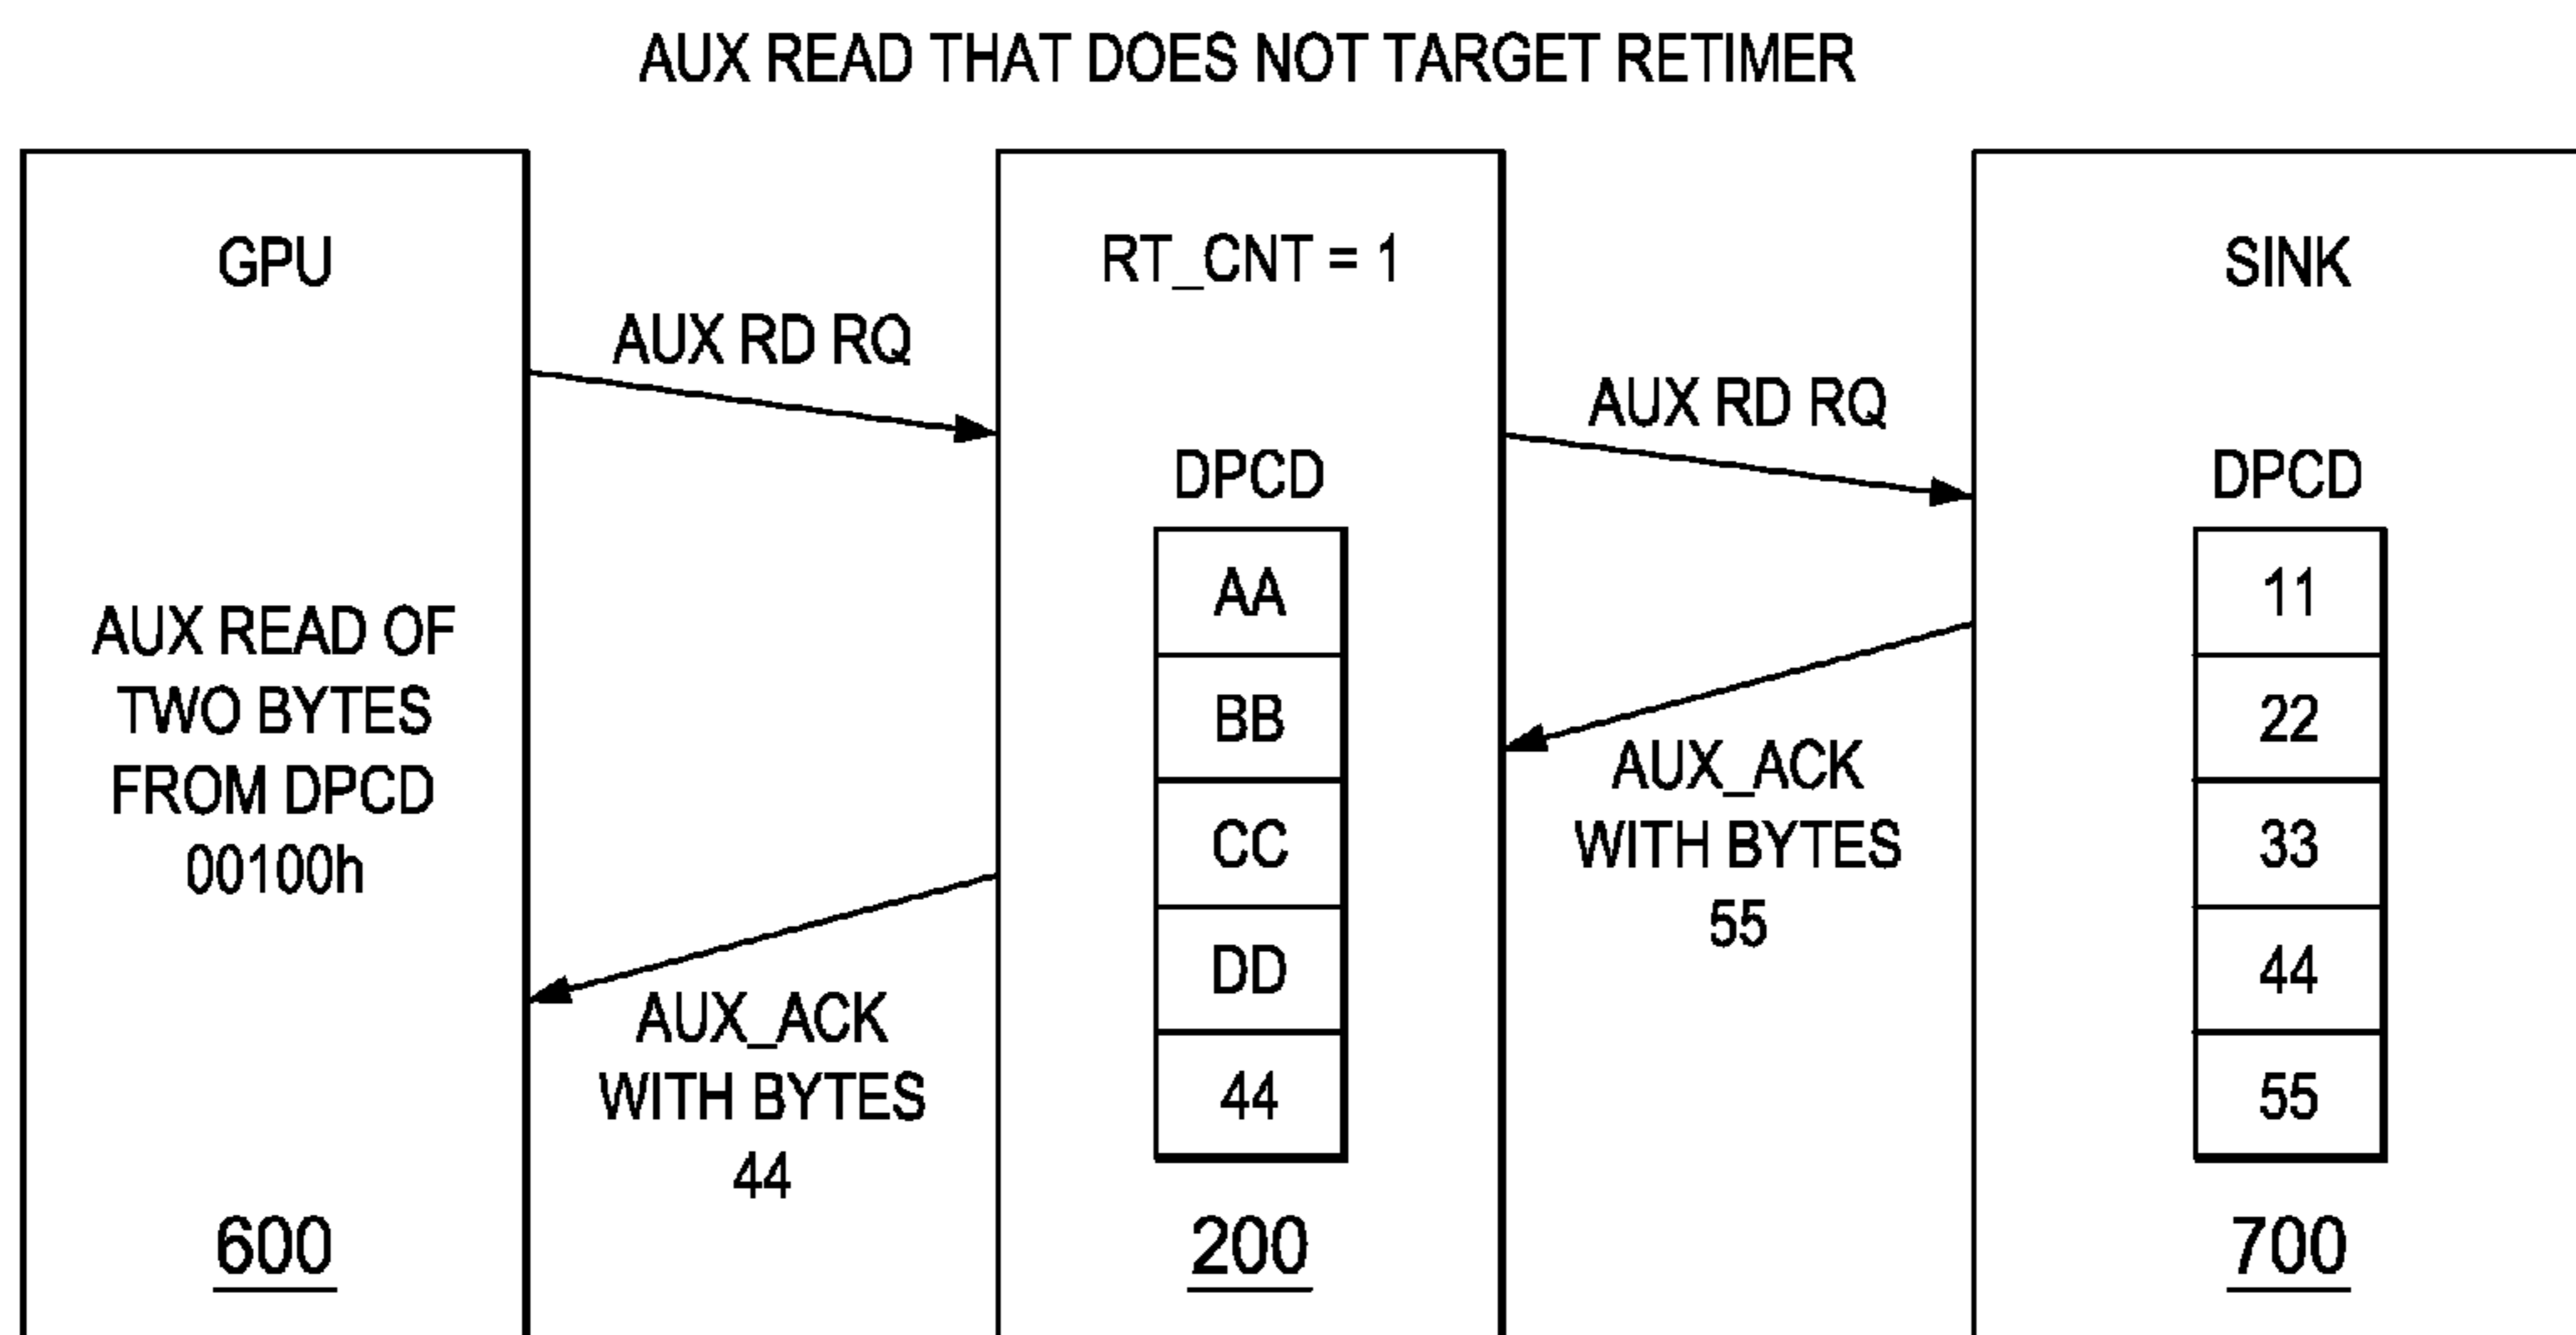 AUX READ THAT DOES NOT TARGET RETIMER
GPU
AUX READ OF
TWO BYTES
FROM DPCD
00100h
600
AUX RD RQ
AUX_ACK
WITH BYTES
44
RT_CNT = 1
DPCD
AA
BB
CC
DD
44
200
AUX RD RQ
AUX_ACK
WITH BYTES
55
SINK
DPCD
11
22
33
44
55
700